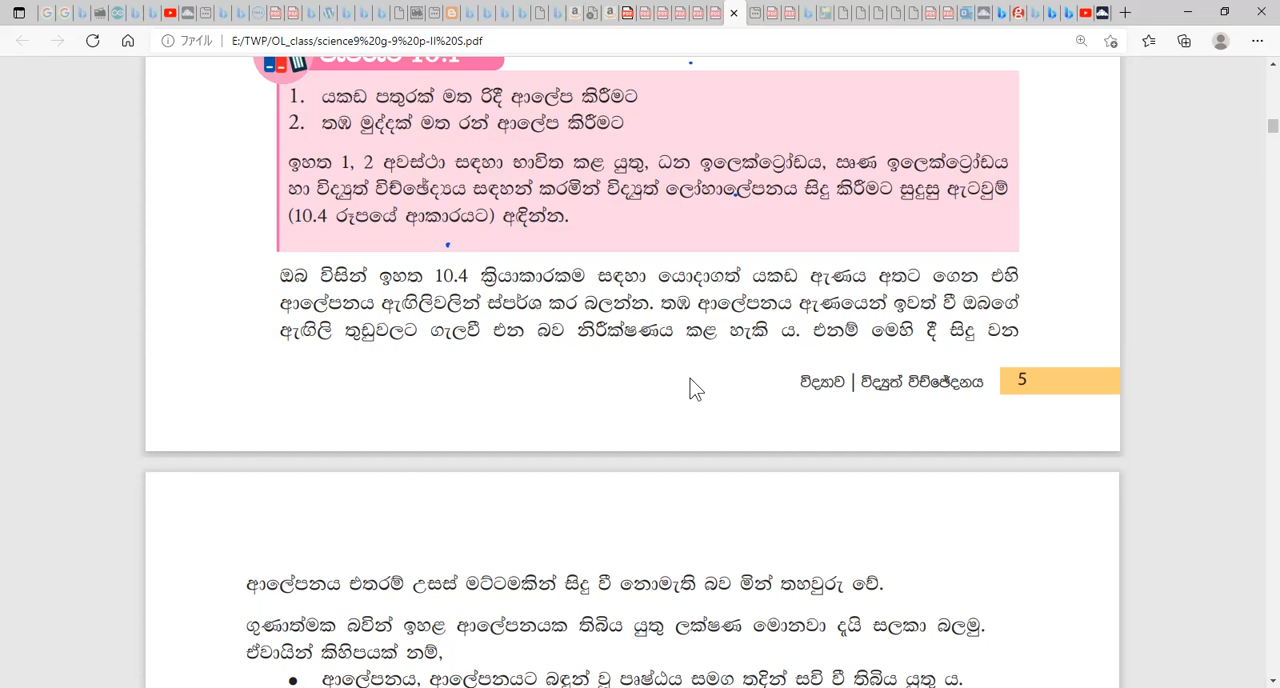 ファイル
E:/TWP/OL_class/science9%20g-9%20p-II%20S.pdf
1. යකඩ පතුරක් මත රිදී ආලේප කිරීමට
2. තඹ මුද්දක් මත රන් ආලේප කිරීමට
ඉහත 1, 2 අවස්ථා සඳහා භාවිත කළ යුතු, ධන ඉලෙක්ට්‍රෝඩය, ඍණ ඉලෙක්ට්‍රෝඩය
හා විද්‍යුත් විච්ඡේද්‍යය සඳහන් කරමින් විද්‍යුත් ලෝහාලේපනය සිදු කිරීමට සුදුසු ඇටවුම්
(10.4 රූපයේ ආකාරයට) අඳින්න.
ඔබ විසින් ඉහත 10.4 ක්‍රියාකාරකම සඳහා යොදාගත් යකඩ ඇණය අතට ගෙන එහි
ආලේපනය ඇඟිලිවලින් ස්පර්ශ කර බලන්න. තඹ ආලේපනය ඇණයෙන් ඉවත් වී ඔබගේ
ඇඟිලි තුඩුවලට ගැලවී එන බව නිරීක්ෂණය කළ හැකි ය. එනම් මෙහි දී සිදු වන
විද්‍යාව | විද්‍යුත් විච්ඡේදනය 5
ආලේපනය එතරම් උසස් මට්ටමකින් සිදු වී නොමැති බව මින් තහවුරු වේ.
ගුණාත්මක බවින් ඉහළ ආලේපනයක තිබිය යුතු ලක්ෂණ මොනවා දැයි සලකා බලමු.
ඒවායින් කිහිපයක් නම්,
● ආලේපනය, ආලේපනයට බඳුන් වූ පෘෂ්ඨය සමග තදින් සවි වී තිබිය යුතු ය.